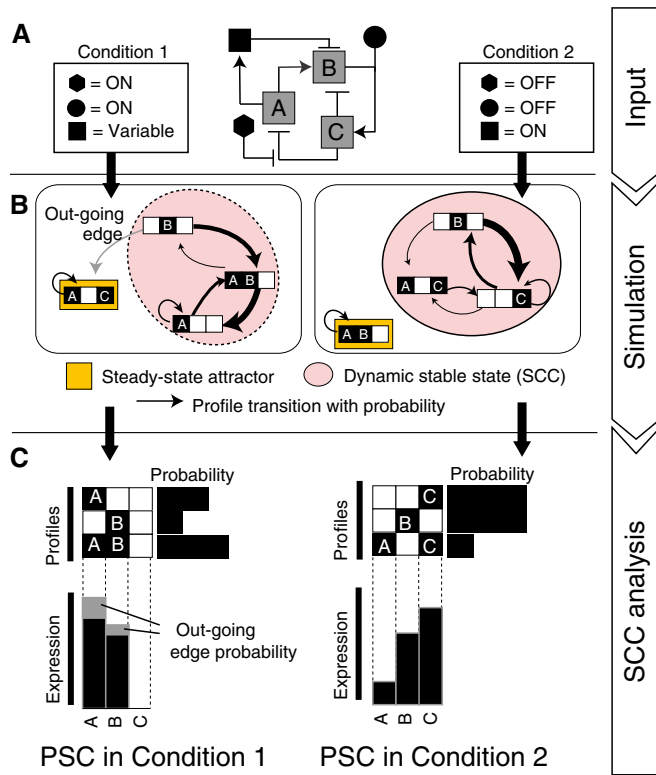 A
Condition 1
= ON
= ON
= Variable
B
A
C
Condition 2
= OFF
= OFF
= ON
Input
B
Out-going
edge
B
A C
A B
A
B
A C
C
A B
Simulation
Steady-state attractor
Dynamic stable state (SCC)
Profile transition with probability
C
Probability
Profiles
A
B
A B
Expression
Out-going
edge probability
A B C
PSC in Condition 1
Probability
Profiles
C
B
A C
Expression
A B C
PSC in Condition 2
SCC analysis